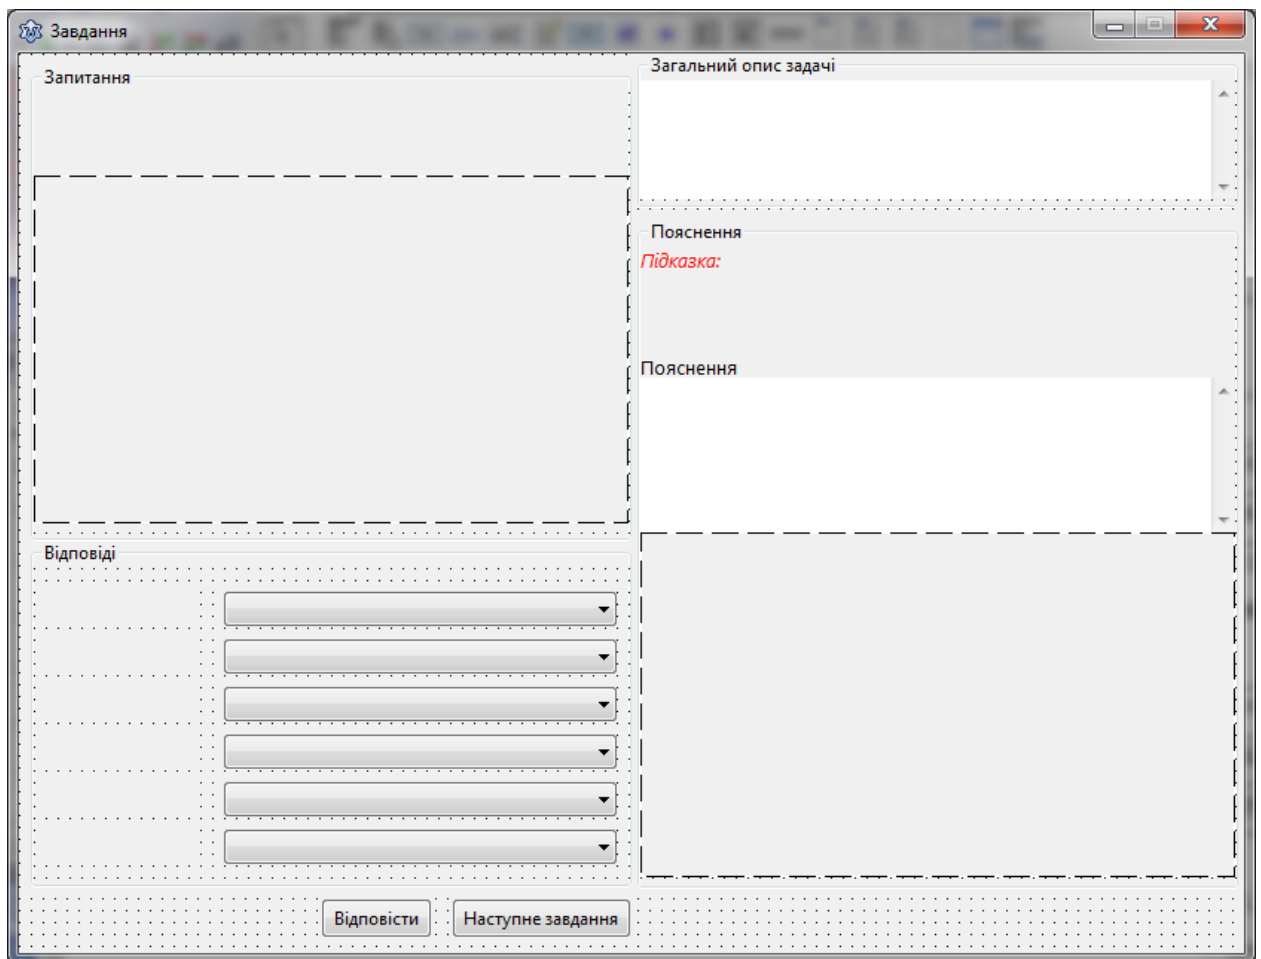 Завдання
Запитання
Загальний опис задачі
Пояснення
Підказка:
Пояснення
Відповіді
Відповісти
Наступне завдання